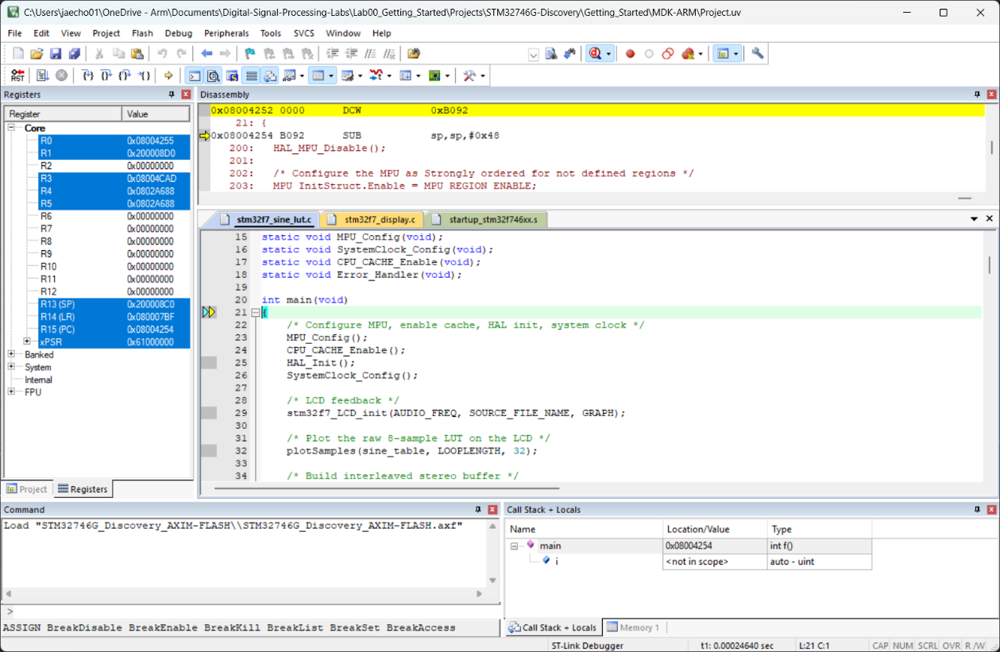 C:\Users\jaecho01\OneDrive - Arm\Documents\Digital-Signal-Processing-Labs\Lab00_Getting_Started\Projects\STM32746G-Discovery\Getting_Started\MDK-ARM\Project.uv
File Edit View Project Flash Debug Peripherals Tools SVCS Window Help
RST
Registers
Register Value
Core
R0 0x08004255
R1 0x200008D0
R2 0x00000000
R3 0x08004CAD
R4 0x0802A688
R5 0x0802A688
R6 0x00000000
R7 0x00000000
R8 0x00000000
R9 0x00000000
R10 0x00000000
R11 0x00000000
R12 0x00000000
R13 (SP) 0x200008C0
R14 (LR) 0x080007BF
R15 (PC) 0x08004254
xPSR 0x61000000
Banked
System
Internal
FPU
Project Registers
Disassembly
0x08004252 0000 DCW 0xB092
21: {
0x08004254 B092 SUB sp,sp,#0x48
200: HAL_MPU_Disable();
201:
202: /* Configure the MPU as Strongly ordered for not defined regions */
203: MPU_InitStruct.Enable = MPU_REGION_ENABLE;
stm32f7_sine_lut.c stm32f7_display.c startup_stm32f746xx.s
15 static void MPU_Config(void);
16 static void SystemClock_Config(void);
17 static void CPU_CACHE_Enable(void);
18 static void Error_Handler(void);
19
20 int main(void)
21 {
22 /* Configure MPU, enable cache, HAL init, system clock */
23 MPU_Config();
24 CPU_CACHE_Enable();
25 HAL_Init();
26 SystemClock_Config();
27
28 /* LCD feedback */
29 stm32f7_LCD_init(AUDIO_FREQ, SOURCE_FILE_NAME, GRAPH);
30
31 /* Plot the raw 8-sample LUT on the LCD */
32 plotSamples(sine_table, LOOPLENGTH, 32);
33
34 /* Build interleaved stereo buffer */
Command
Load "STM32746G_Discovery_AXIM-FLASH\\STM32746G_Discovery_AXIM-FLASH.axf"
>
ASSIGN BreakDisable BreakEnable BreakKill BreakList BreakSet BreakAccess
Call Stack + Locals
Name Location/Value Type
main 0x08004254 int f()
i <not in scope> auto - uint
Call Stack + Locals Memory 1
ST-Link Debugger t1: 0.00024640 sec L:21 C:1 CAP NUM SCRL OVR R /W